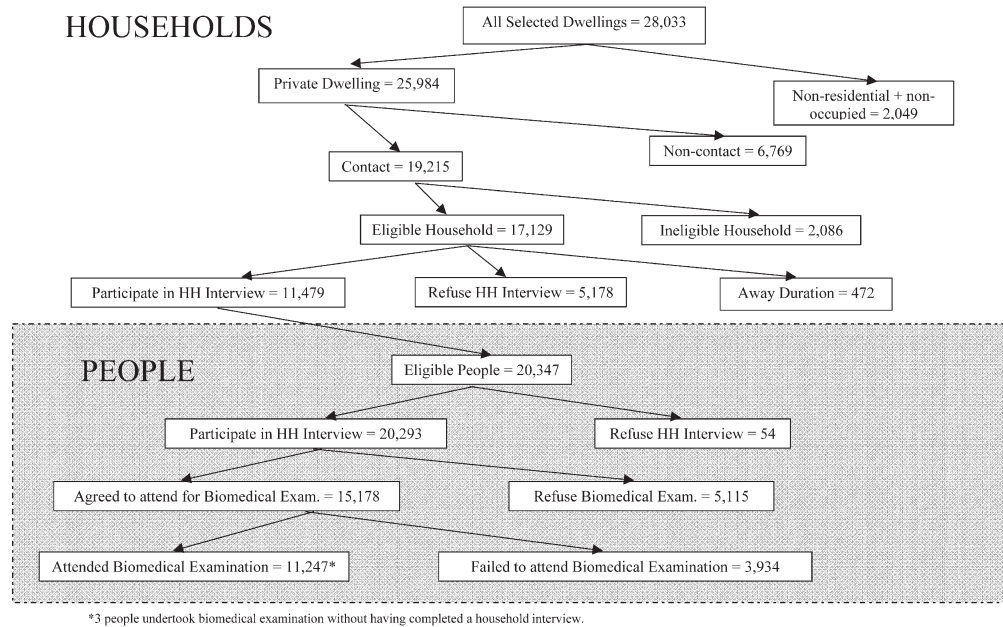 HOUSEHOLDS
All Selected Dwellings = 28,033
Private Dwelling = 25,984
Non-residential + non-
occupied = 2,049
Non-contact = 6,769
Contact = 19,215
Eligible Household = 17,129
Ineligible Household = 2,086
Participate in HH Interview = 11,479
Refuse HH Interview = 5,178
Away Duration = 472
PEOPLE
Eligible People = 20,347
Participate in HH Interview = 20,293
Refuse HH Interview = 54
Agreed to attend for Biomedical Exam. = 15,178
Refuse Biomedical Exam. = 5,115
Attended Biomedical Examination = 11,247*
Failed to attend Biomedical Examination = 3,934
*3 people undertook biomedical examination without having completed a household interview.